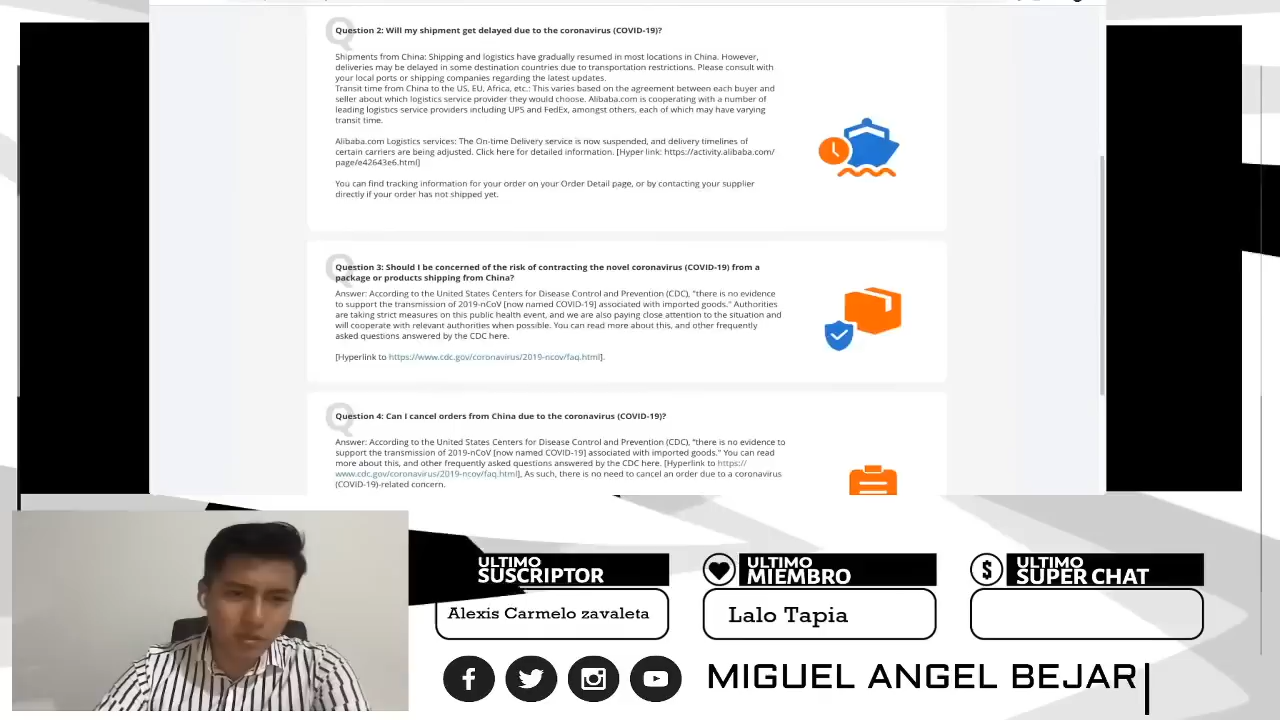 Question 2: Will my shipment get delayed due to the coronavirus (COVID-19)?
Shipments from China: Shipping and logistics have gradually resumed in most locations in China. However,
deliveries may be delayed in some destination countries due to transportation restrictions. Please consult with
your local ports or shipping companies regarding the latest updates.
Transit time from China to the US, EU, Africa, etc.: This varies based on the agreement between each buyer and
seller about which logistics service provider they would choose. Alibaba.com is cooperating with a number of
leading logistics service providers including UPS and FedEx, amongst others, each of which may have varying
transit time.
Alibaba.com Logistics services: The On-time Delivery service is now suspended, and delivery timelines of
certain carriers are being adjusted. Click here for detailed information. [Hyper link: https://activity.alibaba.com/
page/e42643e6.html]
You can find tracking information for your order on your Order Detail page, or by contacting your supplier
directly if your order has not shipped yet.
Question 3: Should I be concerned of the risk of contracting the novel coronavirus (COVID-19) from a
package or products shipping from China?
Answer: According to the United States Centers for Disease Control and Prevention (CDC), "there is no evidence
to support the transmission of 2019-nCoV [now named COVID-19] associated with imported goods." Authorities
are taking strict measures on this public health event, and we are also paying close attention to the situation and
will cooperate with relevant authorities when possible. You can read more about this, and other frequently
asked questions answered by the CDC here.
[Hyperlink to https://www.cdc.gov/coronavirus/2019-ncov/faq.html].
Question 4: Can I cancel orders from China due to the coronavirus (COVID-19)?
Answer: According to the United States Centers for Disease Control and Prevention (CDC), "there is no evidence to
support the transmission of 2019-nCoV [now named COVID-19] associated with imported goods." You can read
more about this, and other frequently asked questions answered by the CDC here. [Hyperlink to https://
www.cdc.gov/coronavirus/2019-ncov/faq.html]. As such, there is no need to cancel an order due to a coronavirus
(COVID-19)-related concern.
ULTIMO
SUSCRIPTOR
Alexis Carmelo zavaleta
ULTIMO
MIEMBRO
Lalo Tapia
ULTIMO
SUPER CHAT
MIGUEL ANGEL BEJAR